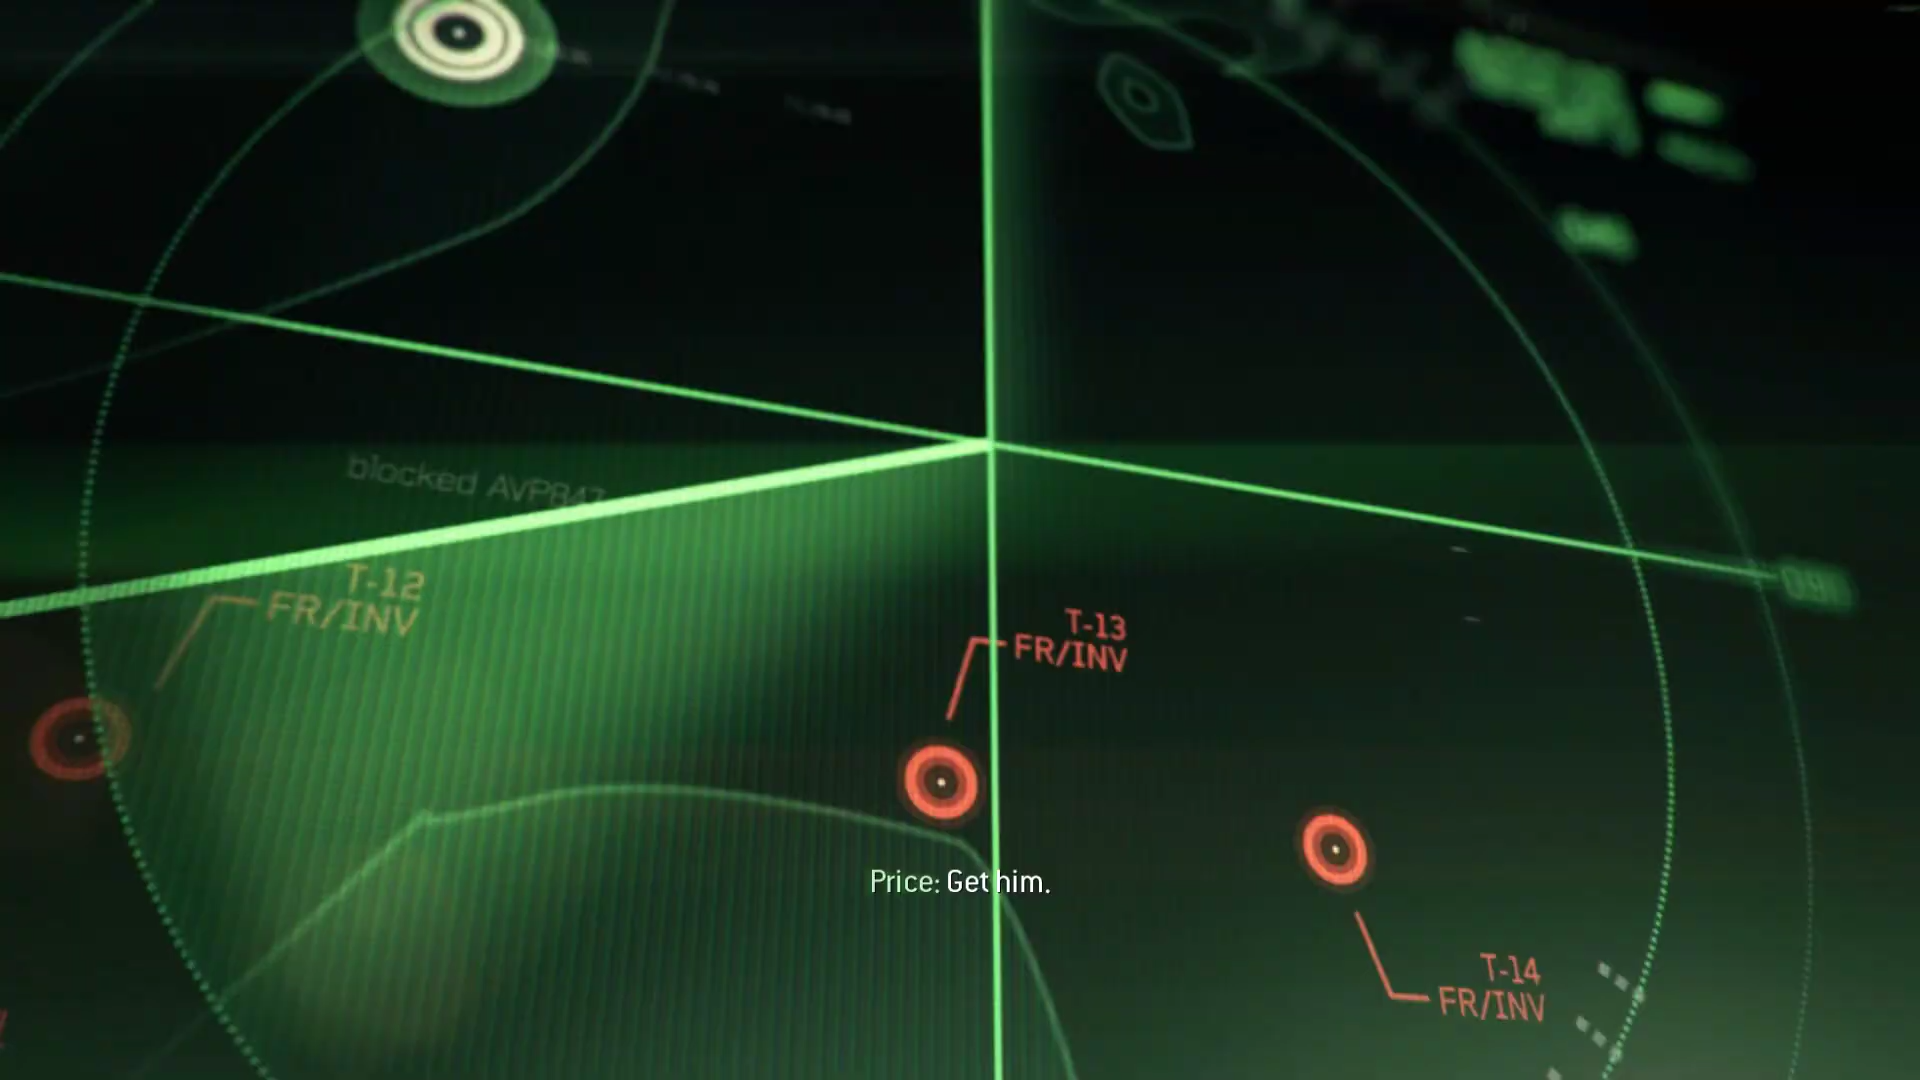 blocked AVP847
T-12
FR/INV
T-13
FR/INV
Price: Get him.
T-14
FR/INV